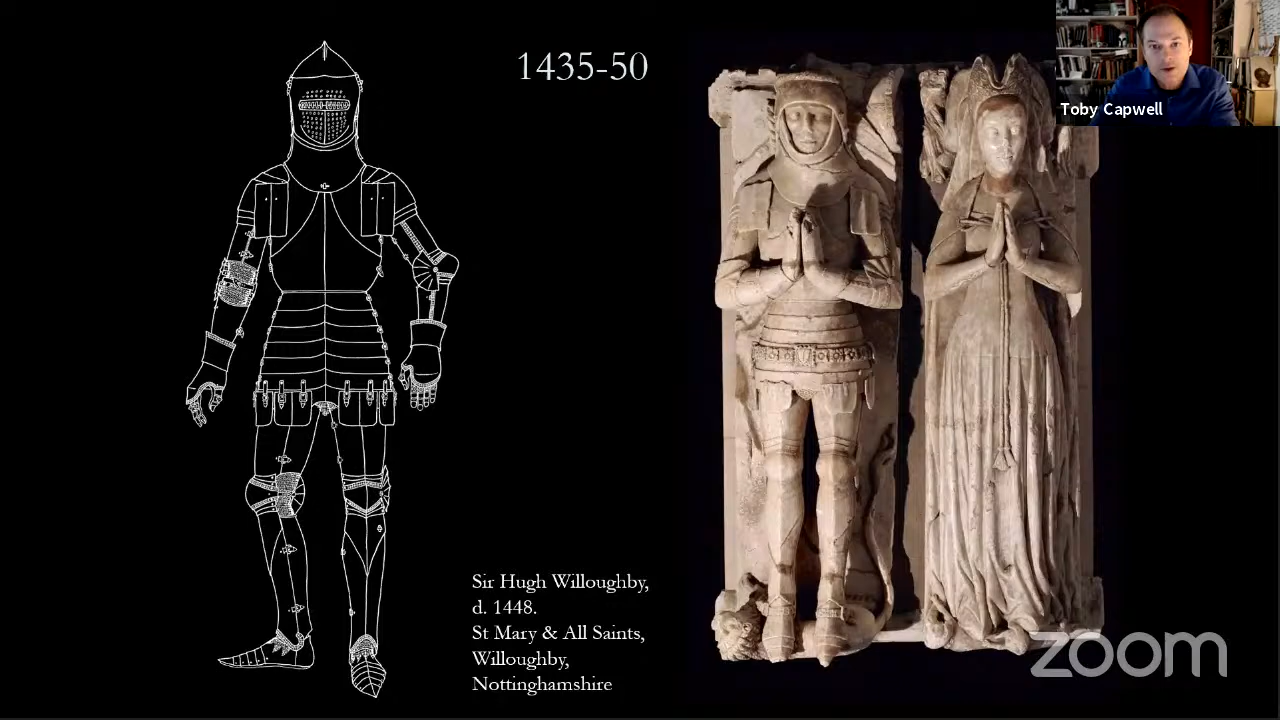 1435-50
Toby Capwell
Sir Hugh Willoughby,
d. 1448.
St Mary & All Saints,
Willoughby,
Nottinghamshire
zoom